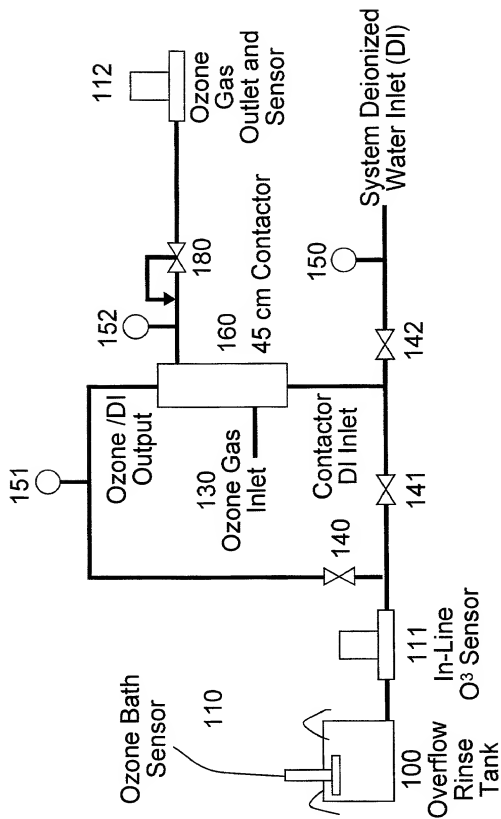 151
152
112
Ozone /DI
Output
180
Ozone
Gas
Outlet and
Sensor
160
45 cm Contactor
130
Ozone Gas
Inlet
Contactor
DI Inlet
150
System Deionized
Water Inlet (DI)
142
141
140
Ozone Bath
Sensor
110
111
In-Line
O³ Sensor
100
Overflow
Rinse
Tank